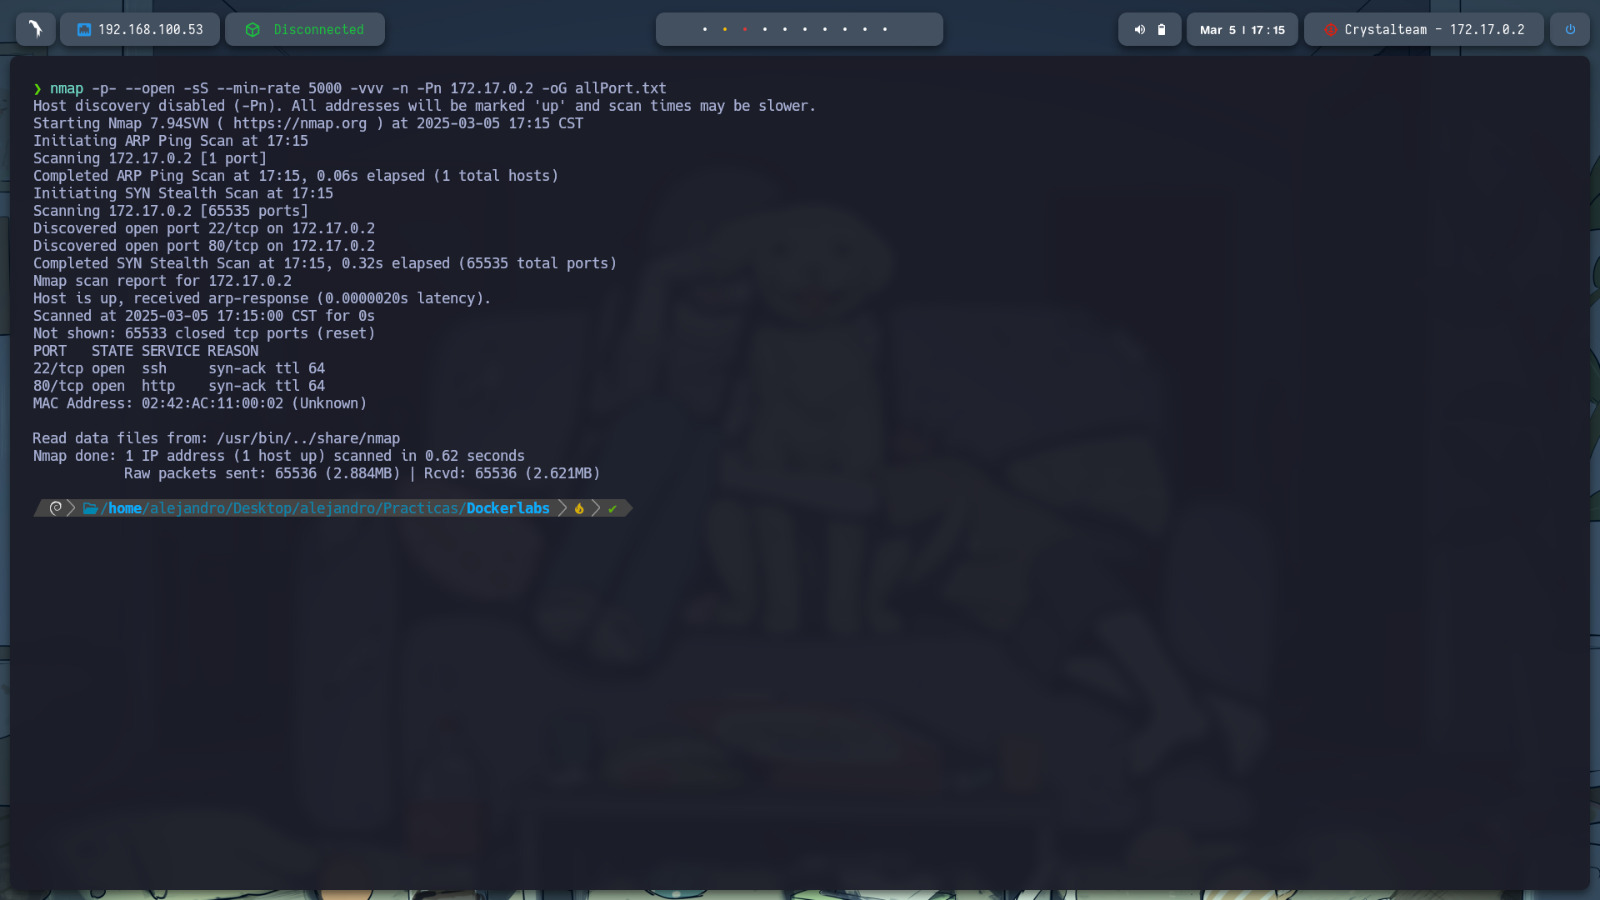 192.168.100.53
Disconnected
Mar 5 | 17:15
Crystalteam - 172.17.0.2
❯ nmap -p- --open -sS --min-rate 5000 -vvv -n -Pn 172.17.0.2 -oG allPort.txt
Host discovery disabled (-Pn). All addresses will be marked 'up' and scan times may be slower.
Starting Nmap 7.94SVN ( https://nmap.org ) at 2025-03-05 17:15 CST
Initiating ARP Ping Scan at 17:15
Scanning 172.17.0.2 [1 port]
Completed ARP Ping Scan at 17:15, 0.06s elapsed (1 total hosts)
Initiating SYN Stealth Scan at 17:15
Scanning 172.17.0.2 [65535 ports]
Discovered open port 22/tcp on 172.17.0.2
Discovered open port 80/tcp on 172.17.0.2
Completed SYN Stealth Scan at 17:15, 0.32s elapsed (65535 total ports)
Nmap scan report for 172.17.0.2
Host is up, received arp-response (0.0000020s latency).
Scanned at 2025-03-05 17:15:00 CST for 0s
Not shown: 65533 closed tcp ports (reset)
PORT   STATE SERVICE REASON
22/tcp open  ssh     syn-ack ttl 64
80/tcp open  http    syn-ack ttl 64
MAC Address: 02:42:AC:11:00:02 (Unknown)
Read data files from: /usr/bin/../share/nmap
Nmap done: 1 IP address (1 host up) scanned in 0.62 seconds
Raw packets sent: 65536 (2.884MB) | Rcvd: 65536 (2.621MB)
/home/alejandro/Desktop/alejandro/Practicas/Dockerlabs